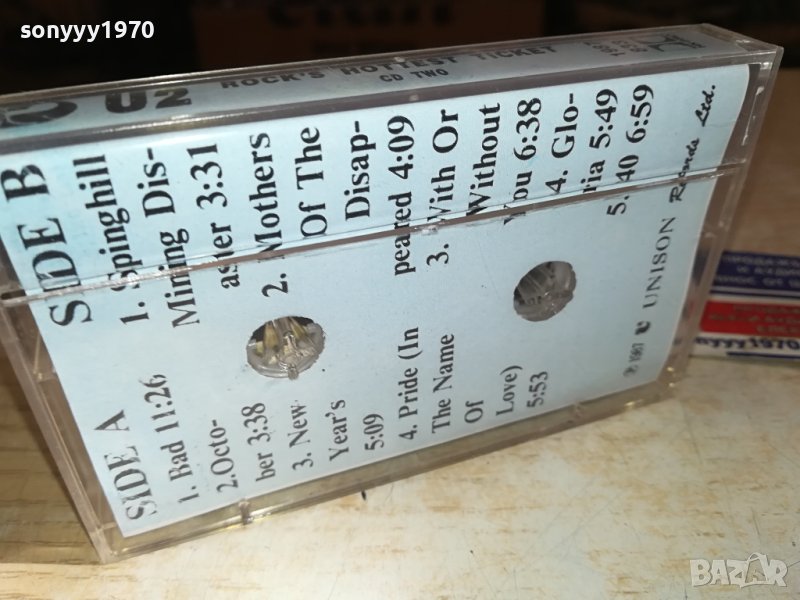 sonyyy1970
U2
ROCK'S HOTTEST TICKET
CD TWO
SIDE A
1. Bad 11:26
2.Octo-
ber 3:38
3. New
Year's
5:09
4. Pride (In
The Name
Of
Love)
5:53
SIDE B
1. Spinghill
Mining Dis-
aster 3:31
2. Mothers
Of The
Disap-
peared 4:09
3. With Or
Without
You 6:38
4. Glo-
ria 5:49
5. 40 6:59
℗ 1987 UNISON Records Ltd.
yyy1970
BAZAR